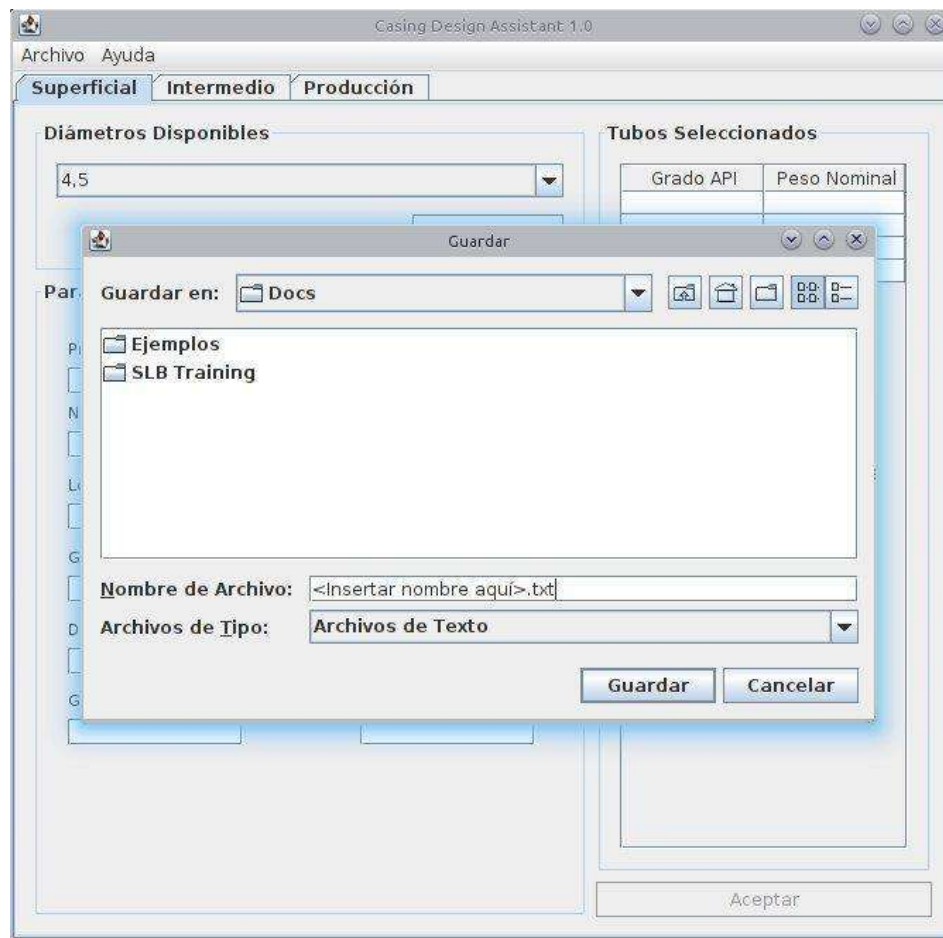 Casing Design Assistant 1.0
Archivo Ayuda
Superficial Intermedio Producción
Diámetros Disponibles
Tubos Seleccionados
4,5
Grado API Peso Nominal
Guardar
Par
Guardar en: Docs
Ejemplos
SLB Training
N
G
D
G
Nombre de Archivo: <Insertar nombre aquí>.txt
Archivos de Tipo: Archivos de Texto
Guardar Cancelar
Aceptar